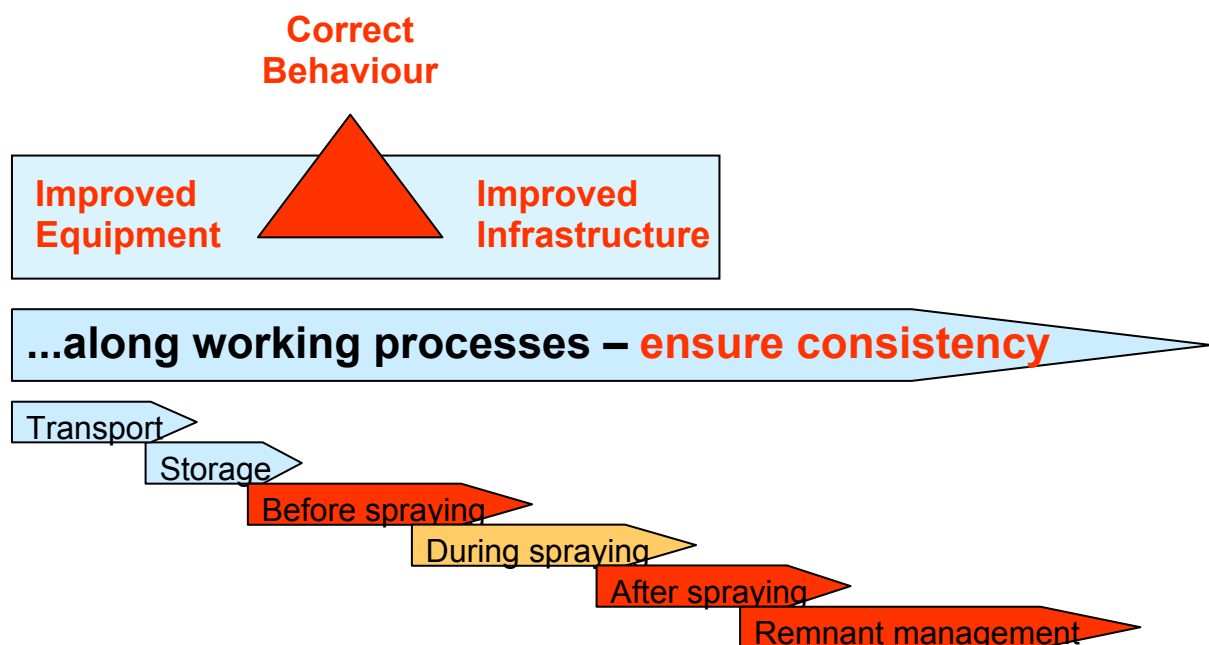 Correct
Behaviour
Improved
Equipment
Improved
Infrastructure
...along working processes – ensure consistency
Transport
Storage
Before spraying
During spraying
After spraying
Remnant management